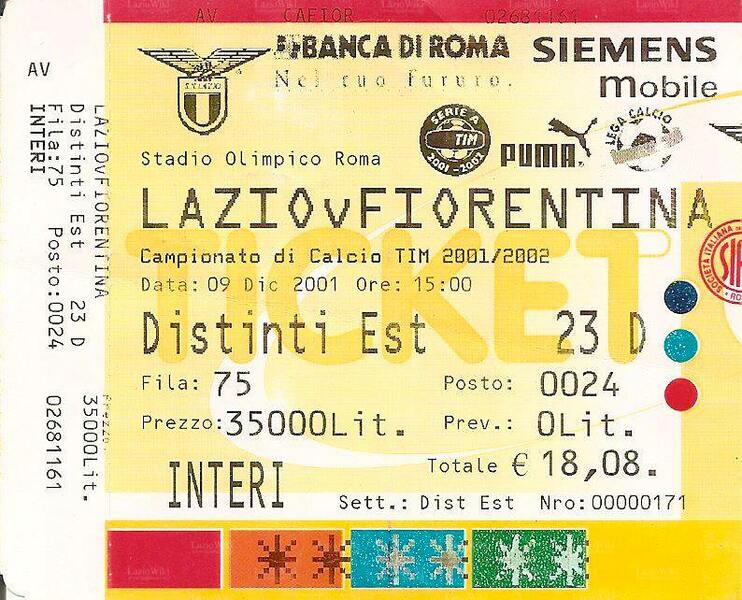 AV CAFIOR 02681161
BANCA DI ROMA
Nel tuo futuro.
SIEMENS
mobile
S.S. LAZIO
SERIE A
TIM
2001-2002
PUMA
LEGA CALCIO
Stadio Olimpico Roma
LAZIOvFIORENTINA
TICKET
Campionato di Calcio TIM 2001/2002
Data: 09 Dic 2001 Ore: 15:00
Distinti Est 23 D
Fila: 75 Posto: 0024
Prezzo: 35000Lit. Prev.: 0Lit.
Totale € 18,08.
INTERI
Sett.: Dist Est Nro: 00000171
SOCIETÀ ITALIANA
AV
LAZIOvFIORENTINA
Distinti Est 23 D
Fila:75 Posto:0024
INTERI
35000Lit.
02681161